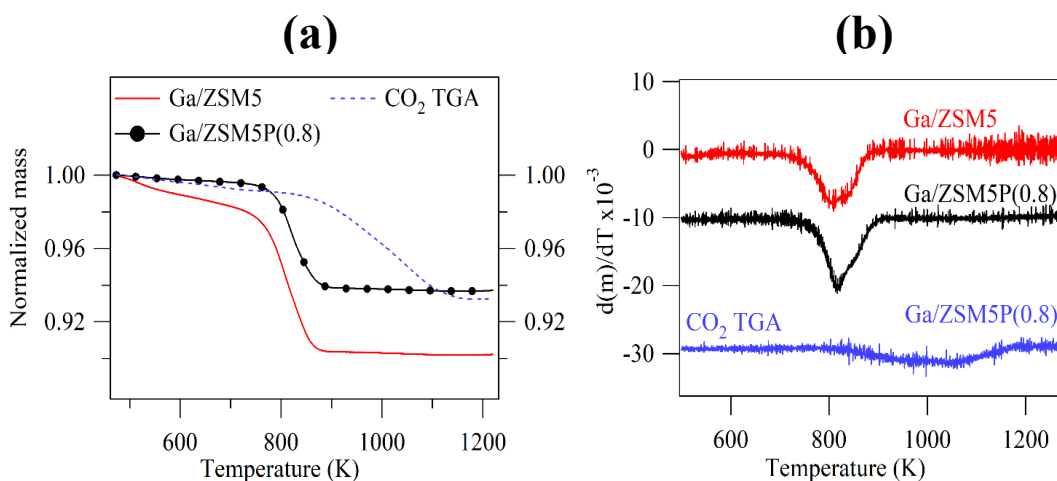 (a)
Ga/ZSM5
CO₂ TGA
Ga/ZSM5P(0.8)
1.00
0.96
0.92
1.00
0.96
0.92
Normalized mass
600
800
1000
1200
Temperature (K)
(b)
10
0
-10
-20
-30
d(m)/dT x10⁻³
Ga/ZSM5
Ga/ZSM5P(0.8)
CO₂ TGA
Ga/ZSM5P(0.8)
600
800
1000
1200
Temperature (K)